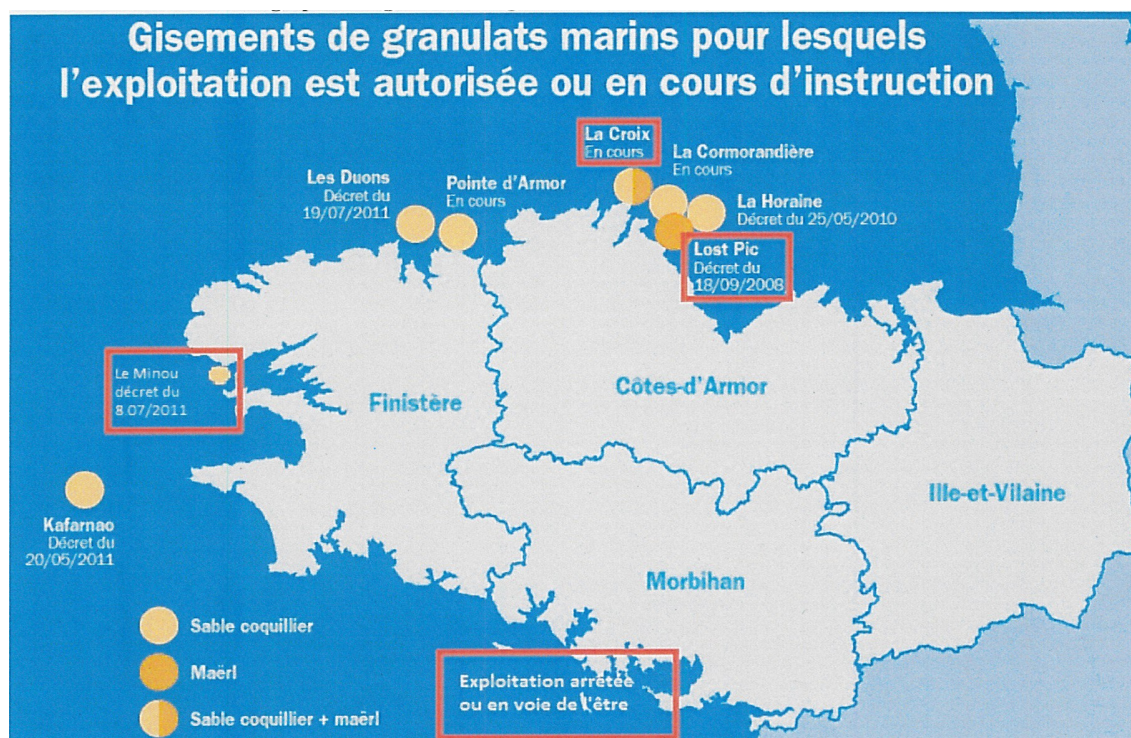 Gisements de granulats marins pour lesquels
l'exploitation est autorisée ou en cours d'instruction
La Croix
En cours
La Cormorandière
En cours
Les Duons
Décret du
19/07/2011
Pointe d'Armor
En cours
La Horaine
Décret du 25/05/2010
Lost Pic
Décret du
18/09/2008
Le Minou
décret du
8.07/2011
Finistère
Côtes-d'Armor
Ille-et-Vilaine
Kafarnao
Décret du
20/05/2011
Morbihan
Sable coquillier
Maërl
Sable coquillier + maërl
Exploitation arrêtée
ou en voie de l'être